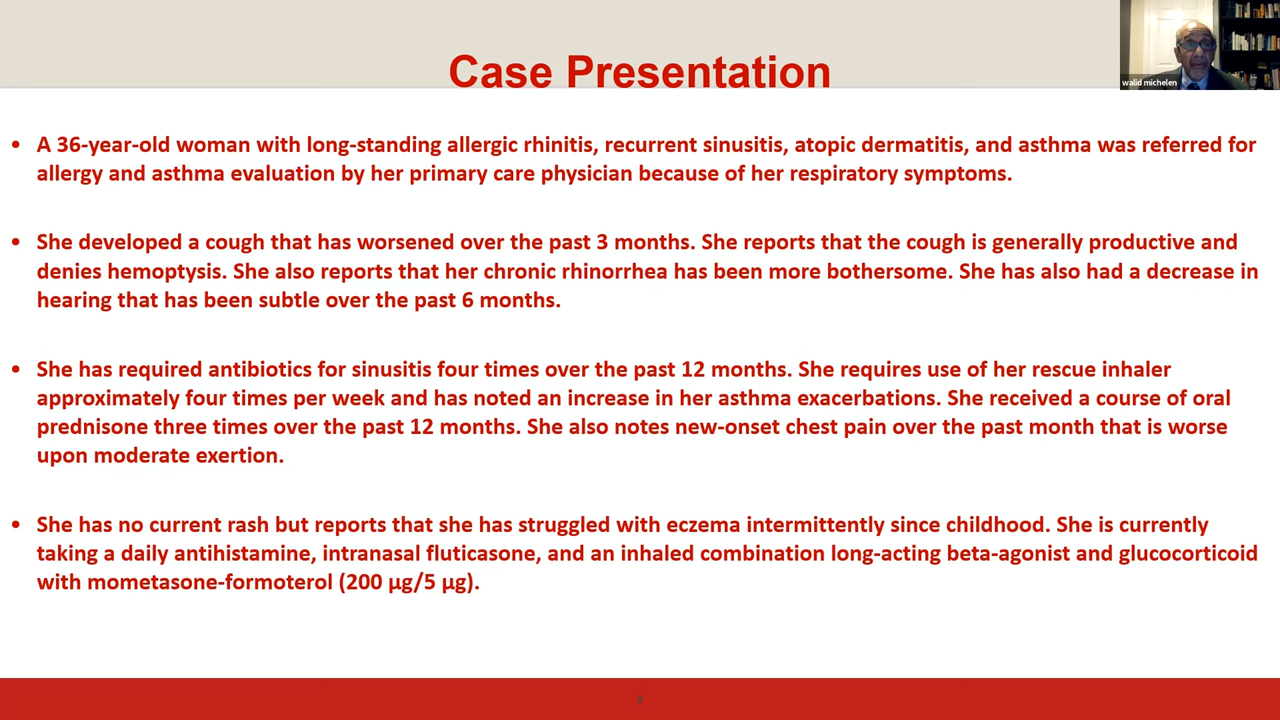 Case Presentation
walid michelen
• A 36-year-old woman with long-standing allergic rhinitis, recurrent sinusitis, atopic dermatitis, and asthma was referred for
allergy and asthma evaluation by her primary care physician because of her respiratory symptoms.
• She developed a cough that has worsened over the past 3 months. She reports that the cough is generally productive and
denies hemoptysis. She also reports that her chronic rhinorrhea has been more bothersome. She has also had a decrease in
hearing that has been subtle over the past 6 months.
• She has required antibiotics for sinusitis four times over the past 12 months. She requires use of her rescue inhaler
approximately four times per week and has noted an increase in her asthma exacerbations. She received a course of oral
prednisone three times over the past 12 months. She also notes new-onset chest pain over the past month that is worse
upon moderate exertion.
• She has no current rash but reports that she has struggled with eczema intermittently since childhood. She is currently
taking a daily antihistamine, intranasal fluticasone, and an inhaled combination long-acting beta-agonist and glucocorticoid
with mometasone-formoterol (200 μg/5 μg).